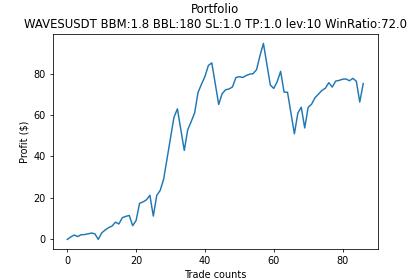 Portfolio
WAVESUSDT BBM:1.8 BBL:180 SL:1.0 TP:1.0 lev:10 WinRatio:72.0
Profit ($)
80
60
40
20
0
0 20 40 60 80
Trade counts